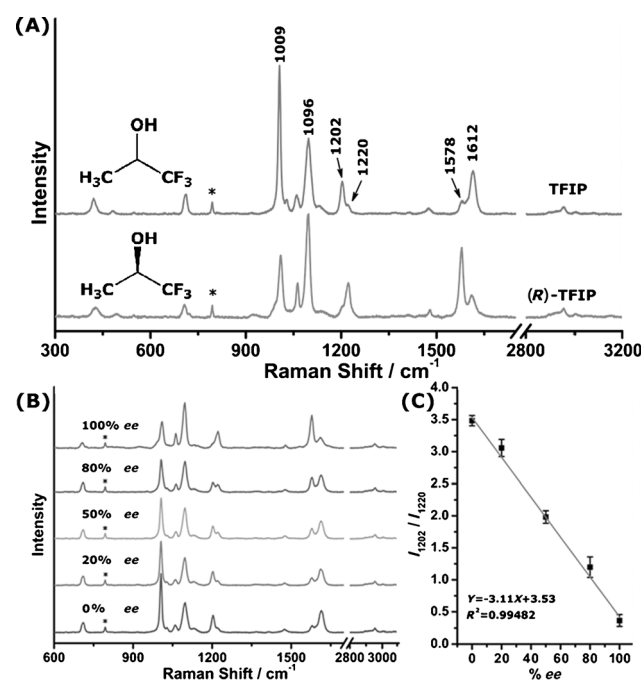 (A)
1009
1096
1202
1220
1578
1612
OH
H₃C CF₃
*
TFIP
OH
H₃C CF₃
*
(R)-TFIP
Intensity
300 600 900 1200 1500 2800 3200
Raman Shift / cm⁻¹
(B)
100% ee
*
80% ee
*
50% ee
*
20% ee
*
0% ee
*
Intensity
600 900 1200 1500 2800 3000
Raman Shift / cm⁻¹
(C)
4.0
3.5
3.0
2.5
2.0
1.5
1.0
0.5
0.0
I₁₂₀₂ / I₁₂₂₀
Y=-3.11X+3.53
R²=0.99482
0 20 40 60 80 100
% ee